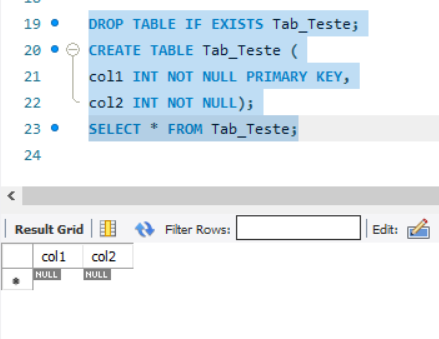 19 DROP TABLE IF EXISTS Tab_Teste;
20 CREATE TABLE Tab_Teste (
21 col1 INT NOT NULL PRIMARY KEY,
22 col2 INT NOT NULL);
23 SELECT * FROM Tab_Teste;
24
Result Grid Filter Rows: Edit:
col1 col2
* NULL NULL